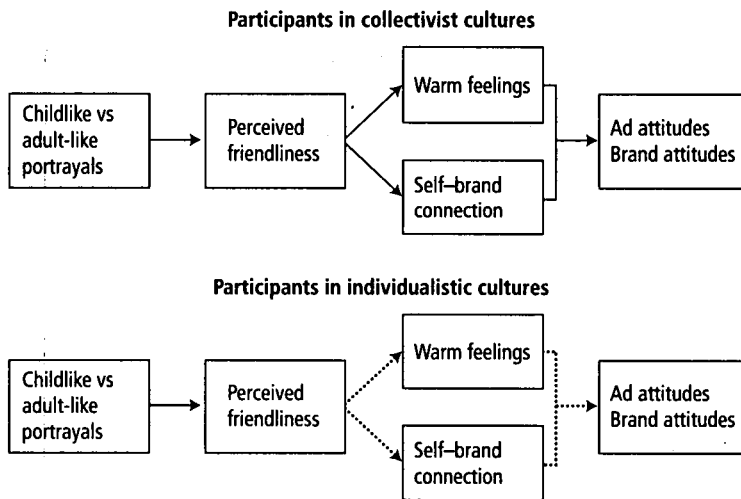 Participants in collectivist cultures
Childlike vs
adult-like
portrayals
Perceived
friendliness
Warm feelings
Self–brand
connection
Ad attitudes
Brand attitudes
Participants in individualistic cultures
Childlike vs
adult-like
portrayals
Perceived
friendliness
Warm feelings
Self–brand
connection
Ad attitudes
Brand attitudes